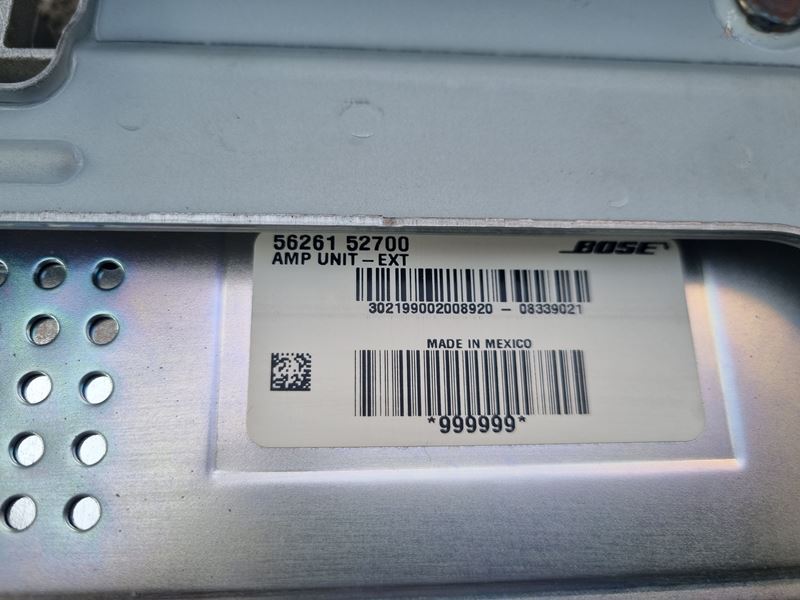 56261 52700
BOSE
AMP UNIT – EXT
302199002008920 – 08339021
MADE IN MEXICO
*999999*